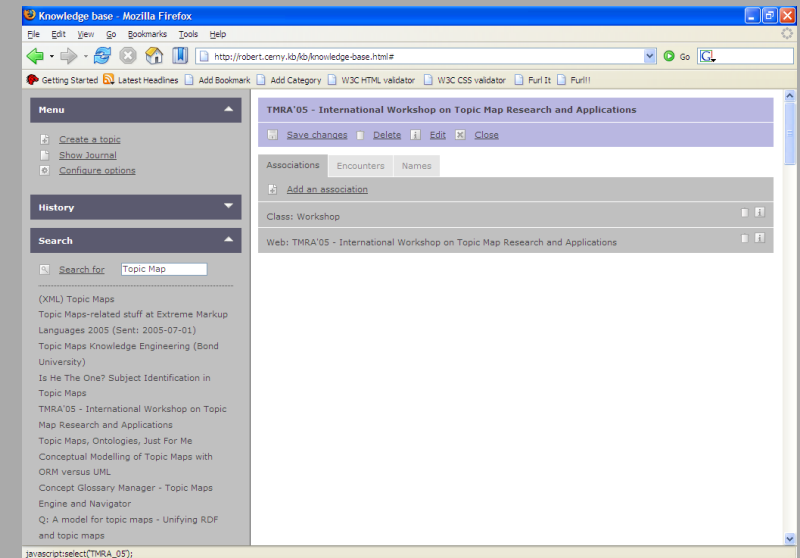 Knowledge base - Mozilla Firefox
File Edit View Go Bookmarks Tools Help
http://robert.cerny.kb/kb/knowledge-base.html#
Go
G
Getting Started Latest Headlines Add Bookmark Add Category W3C HTML validator W3C CSS validator Furl It Furl!!
Menu
Create a topic
Show Journal
Configure options
History
Search
Search for Topic Map
(XML) Topic Maps
Topic Maps-related stuff at Extreme Markup
Languages 2005 (Sent: 2005-07-01)
Topic Maps Knowledge Engineering (Bond
University)
Is He The One? Subject Identification in
Topic Maps
TMRA'05 - International Workshop on Topic
Map Research and Applications
Topic Maps, Ontologies, Just For Me
Conceptual Modelling of Topic Maps with
ORM versus UML
Concept Glossary Manager - Topic Maps
Engine and Navigator
Q: A model for topic maps - Unifying RDF
and topic maps
TMRA'05 - International Workshop on Topic Map Research and Applications
Save changes Delete Edit Close
Associations Encounters Names
Add an association
Class: Workshop
Web: TMRA'05 - International Workshop on Topic Map Research and Applications
javascript:select('TMRA_05');